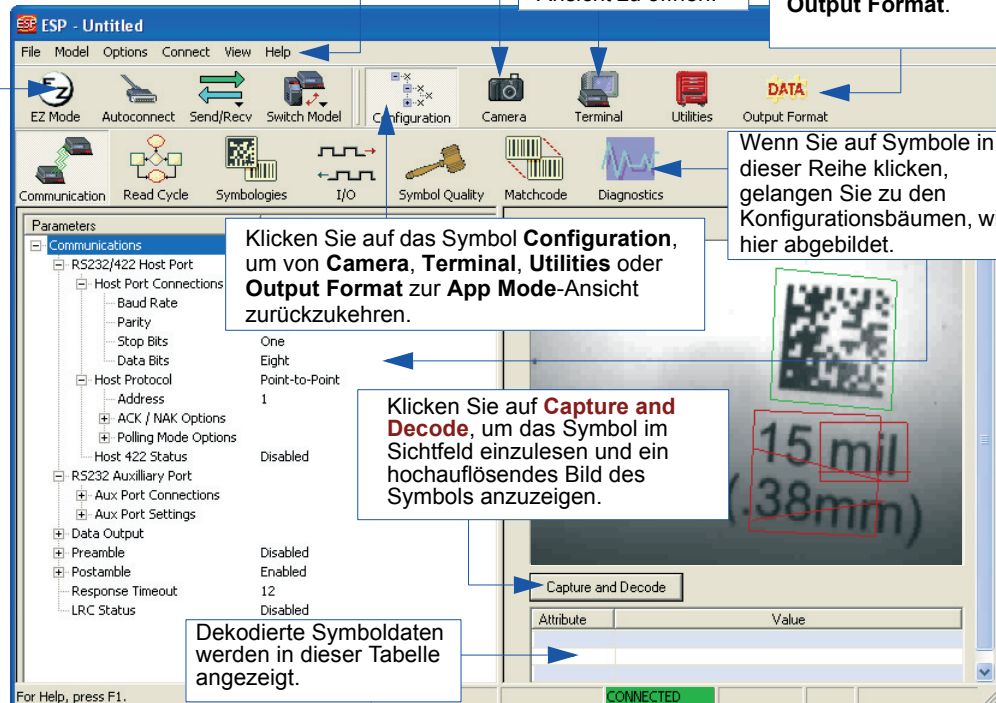 Ansicht zu öffnen.
Output Format.
ESP - Untitled
File Model Options Connect View Help
EZ Mode Autoconnect Send/Recv Switch Model Configuration Camera Terminal Utilities Output Format
DATA
Communication Read Cycle Symbologies I/O Symbol Quality Matchcode Diagnostics
Wenn Sie auf Symbole in
dieser Reihe klicken,
gelangen Sie zu den
Konfigurationsbäumen,
hier abgebildet.
Parameters
Klicken Sie auf das Symbol Configuration,
um von Camera, Terminal, Utilities oder
Output Format zur App Mode-Ansicht
zurückzukehren.
Communications
RS232/422 Host Port
Host Port Connections
Baud Rate
Parity
Stop Bits One
Data Bits Eight
Host Protocol Point-to-Point
Address 1
ACK / NAK Options
Polling Mode Options
Host 422 Status Disabled
RS232 Auxilliary Port
Aux Port Connections
Aux Port Settings
Data Output
Preamble Disabled
Postamble Enabled
Response Timeout 12
LRC Status Disabled
Klicken Sie auf Capture and
Decode, um das Symbol im
Sichtfeld einzulesen und ein
hochauflösendes Bild des
Symbols anzuzeigen.
15 mil
(.38mm)
Capture and Decode
Attribute Value
Dekodierte Symboldaten
werden in dieser Tabelle
angezeigt.
For Help, press F1.
CONNECTED